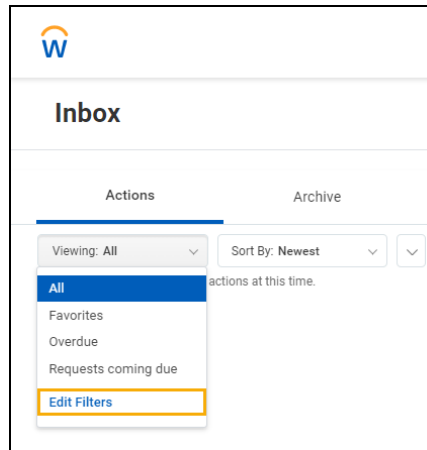 W
Inbox
Actions Archive
Viewing: All Sort By: Newest
All actions at this time.
Favorites
Overdue
Requests coming due
Edit Filters